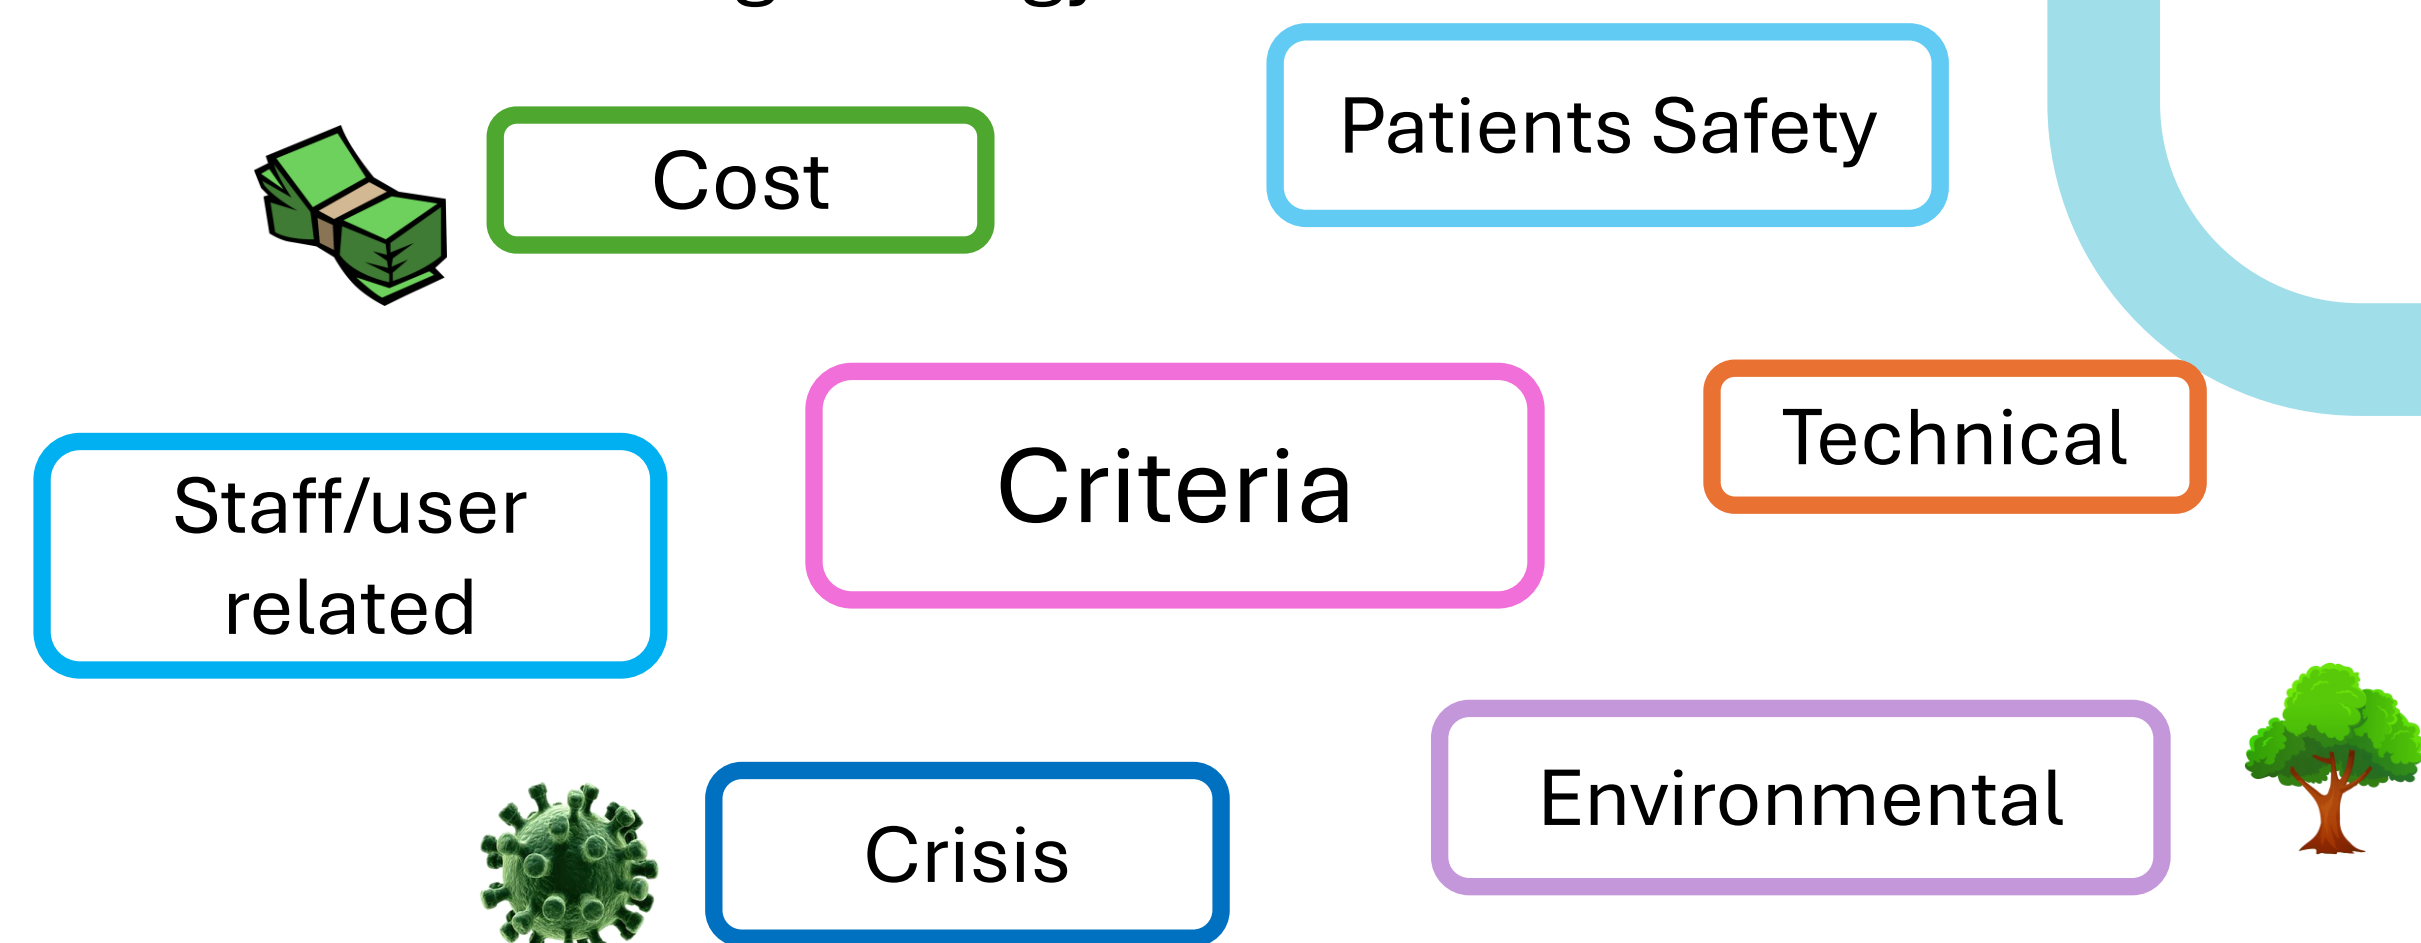 Patients Safety
Cost
Criteria
Technical
Staff/user
related
Environmental
Crisis